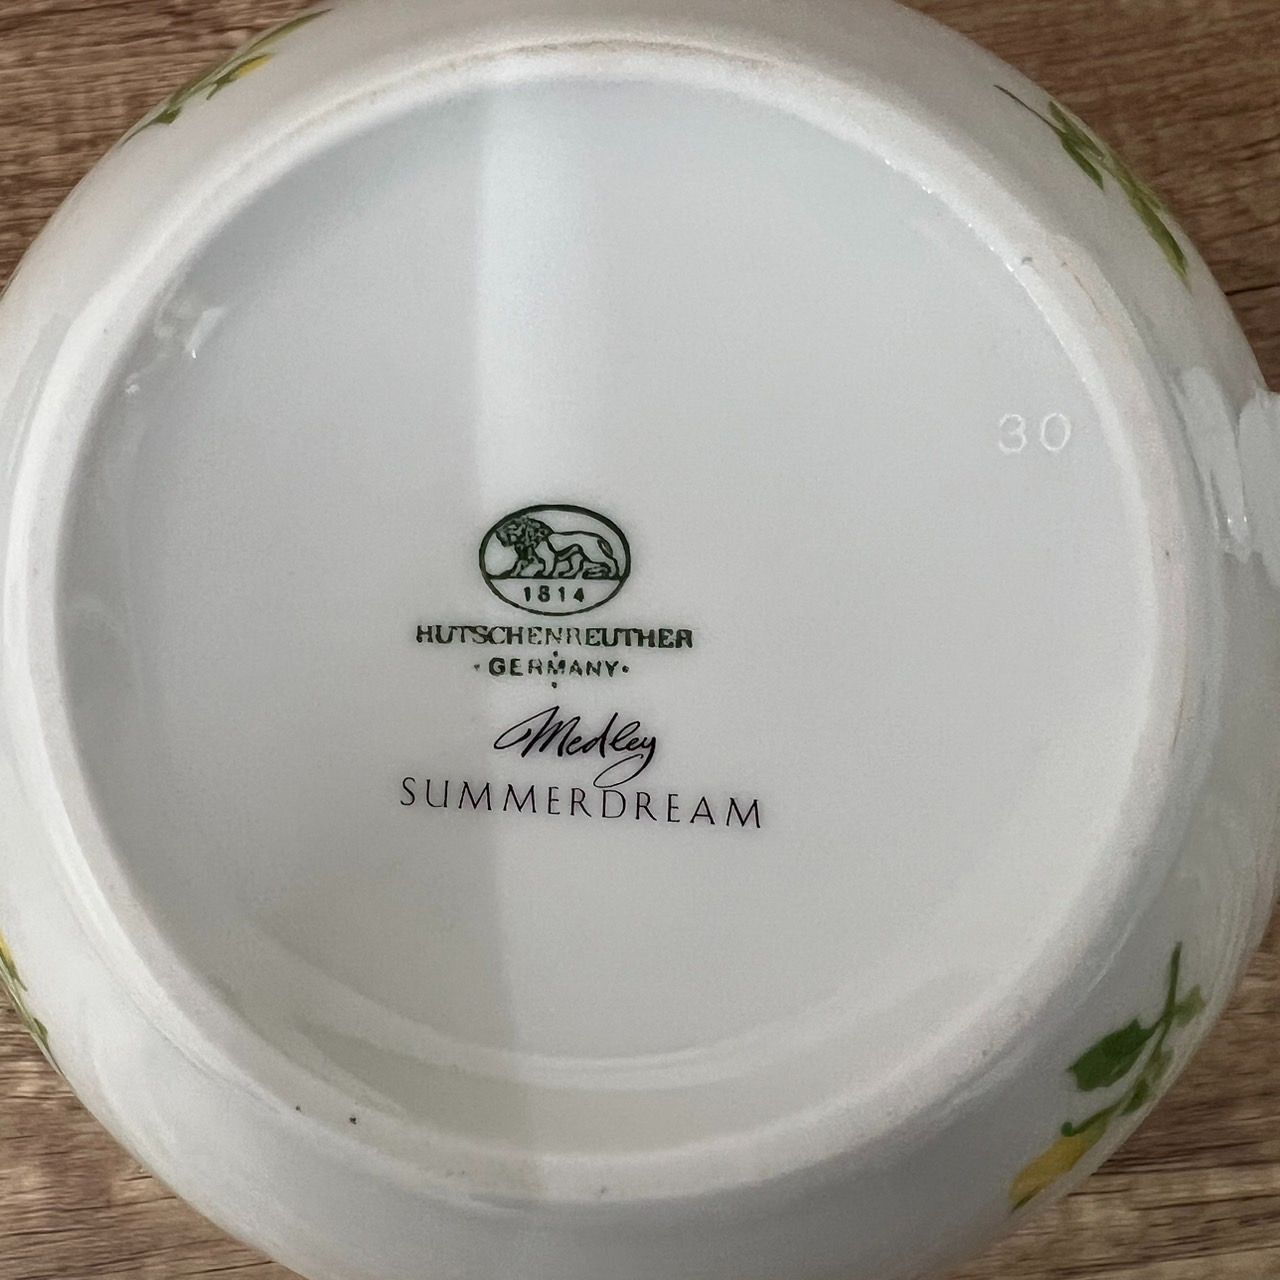 30
1814
HUTSCHENREUTHER
·GERMANY·
Medley
SUMMERDREAM